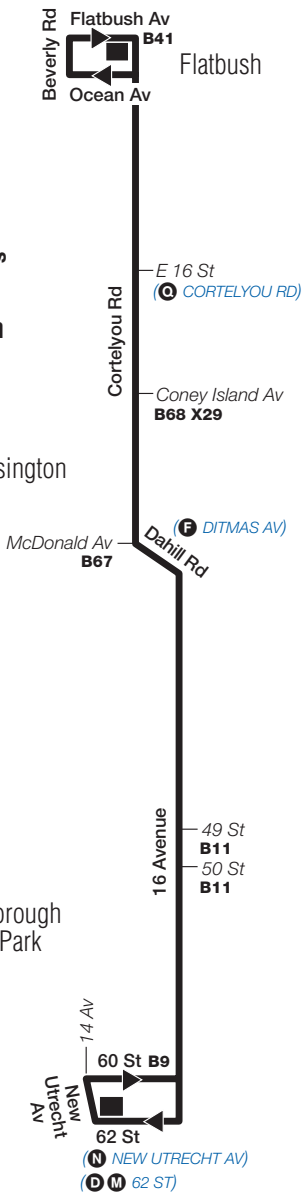 Flatbush Av
B41
Beverly Rd
Flatbush
Ocean Av
E 16 St
(Q CORTELYOU RD)
Cortelyou Rd
Coney Island Av
B68 X29
sington
(F DITMAS AV)
McDonald Av
B67
Dahill Rd
16 Avenue
49 St
B11
50 St
B11
orough
Park
14 Av
60 St B9
New
Utrecht
Av
62 St
(N NEW UTRECHT AV)
(D M 62 ST)